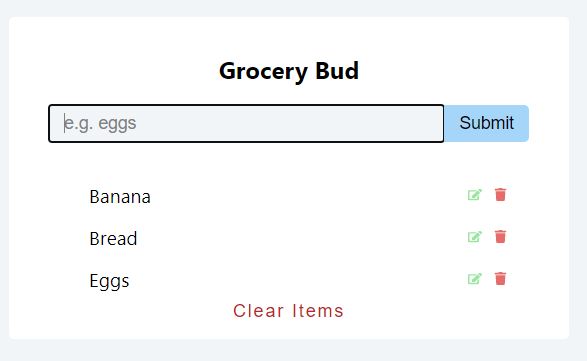 Grocery Bud
e.g. eggs
Submit
Banana
Bread
Eggs
Clear Items